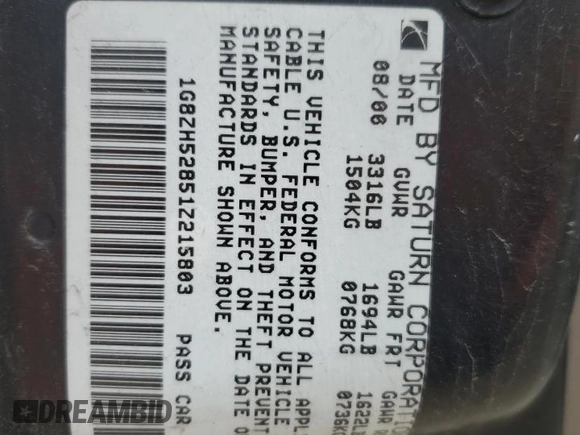 MFD BY SATURN CORPORATIO
DATE GVWR GAWR FRT GAWR
08/00 3316LB 1694LB 1622L
1504KG 0768KG 0736K
THIS VEHICLE CONFORMS TO ALL APPL
CABLE U.S. FEDERAL MOTOR VEHICLE
SAFETY, BUMPER, AND THEFT PREVENT
STANDARDS IN EFFECT ON THE DATE O
MANUFACTURE SHOWN ABOVE.
1G8ZH52851Z215803 PASS CAR
DREAMBID